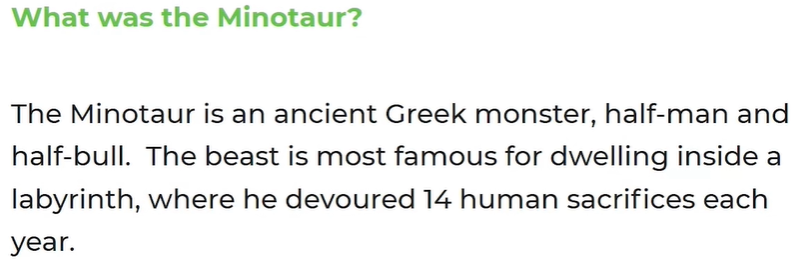 What was the Minotaur?
The Minotaur is an ancient Greek monster, half-man and
half-bull.  The beast is most famous for dwelling inside a
labyrinth, where he devoured 14 human sacrifices each
year.